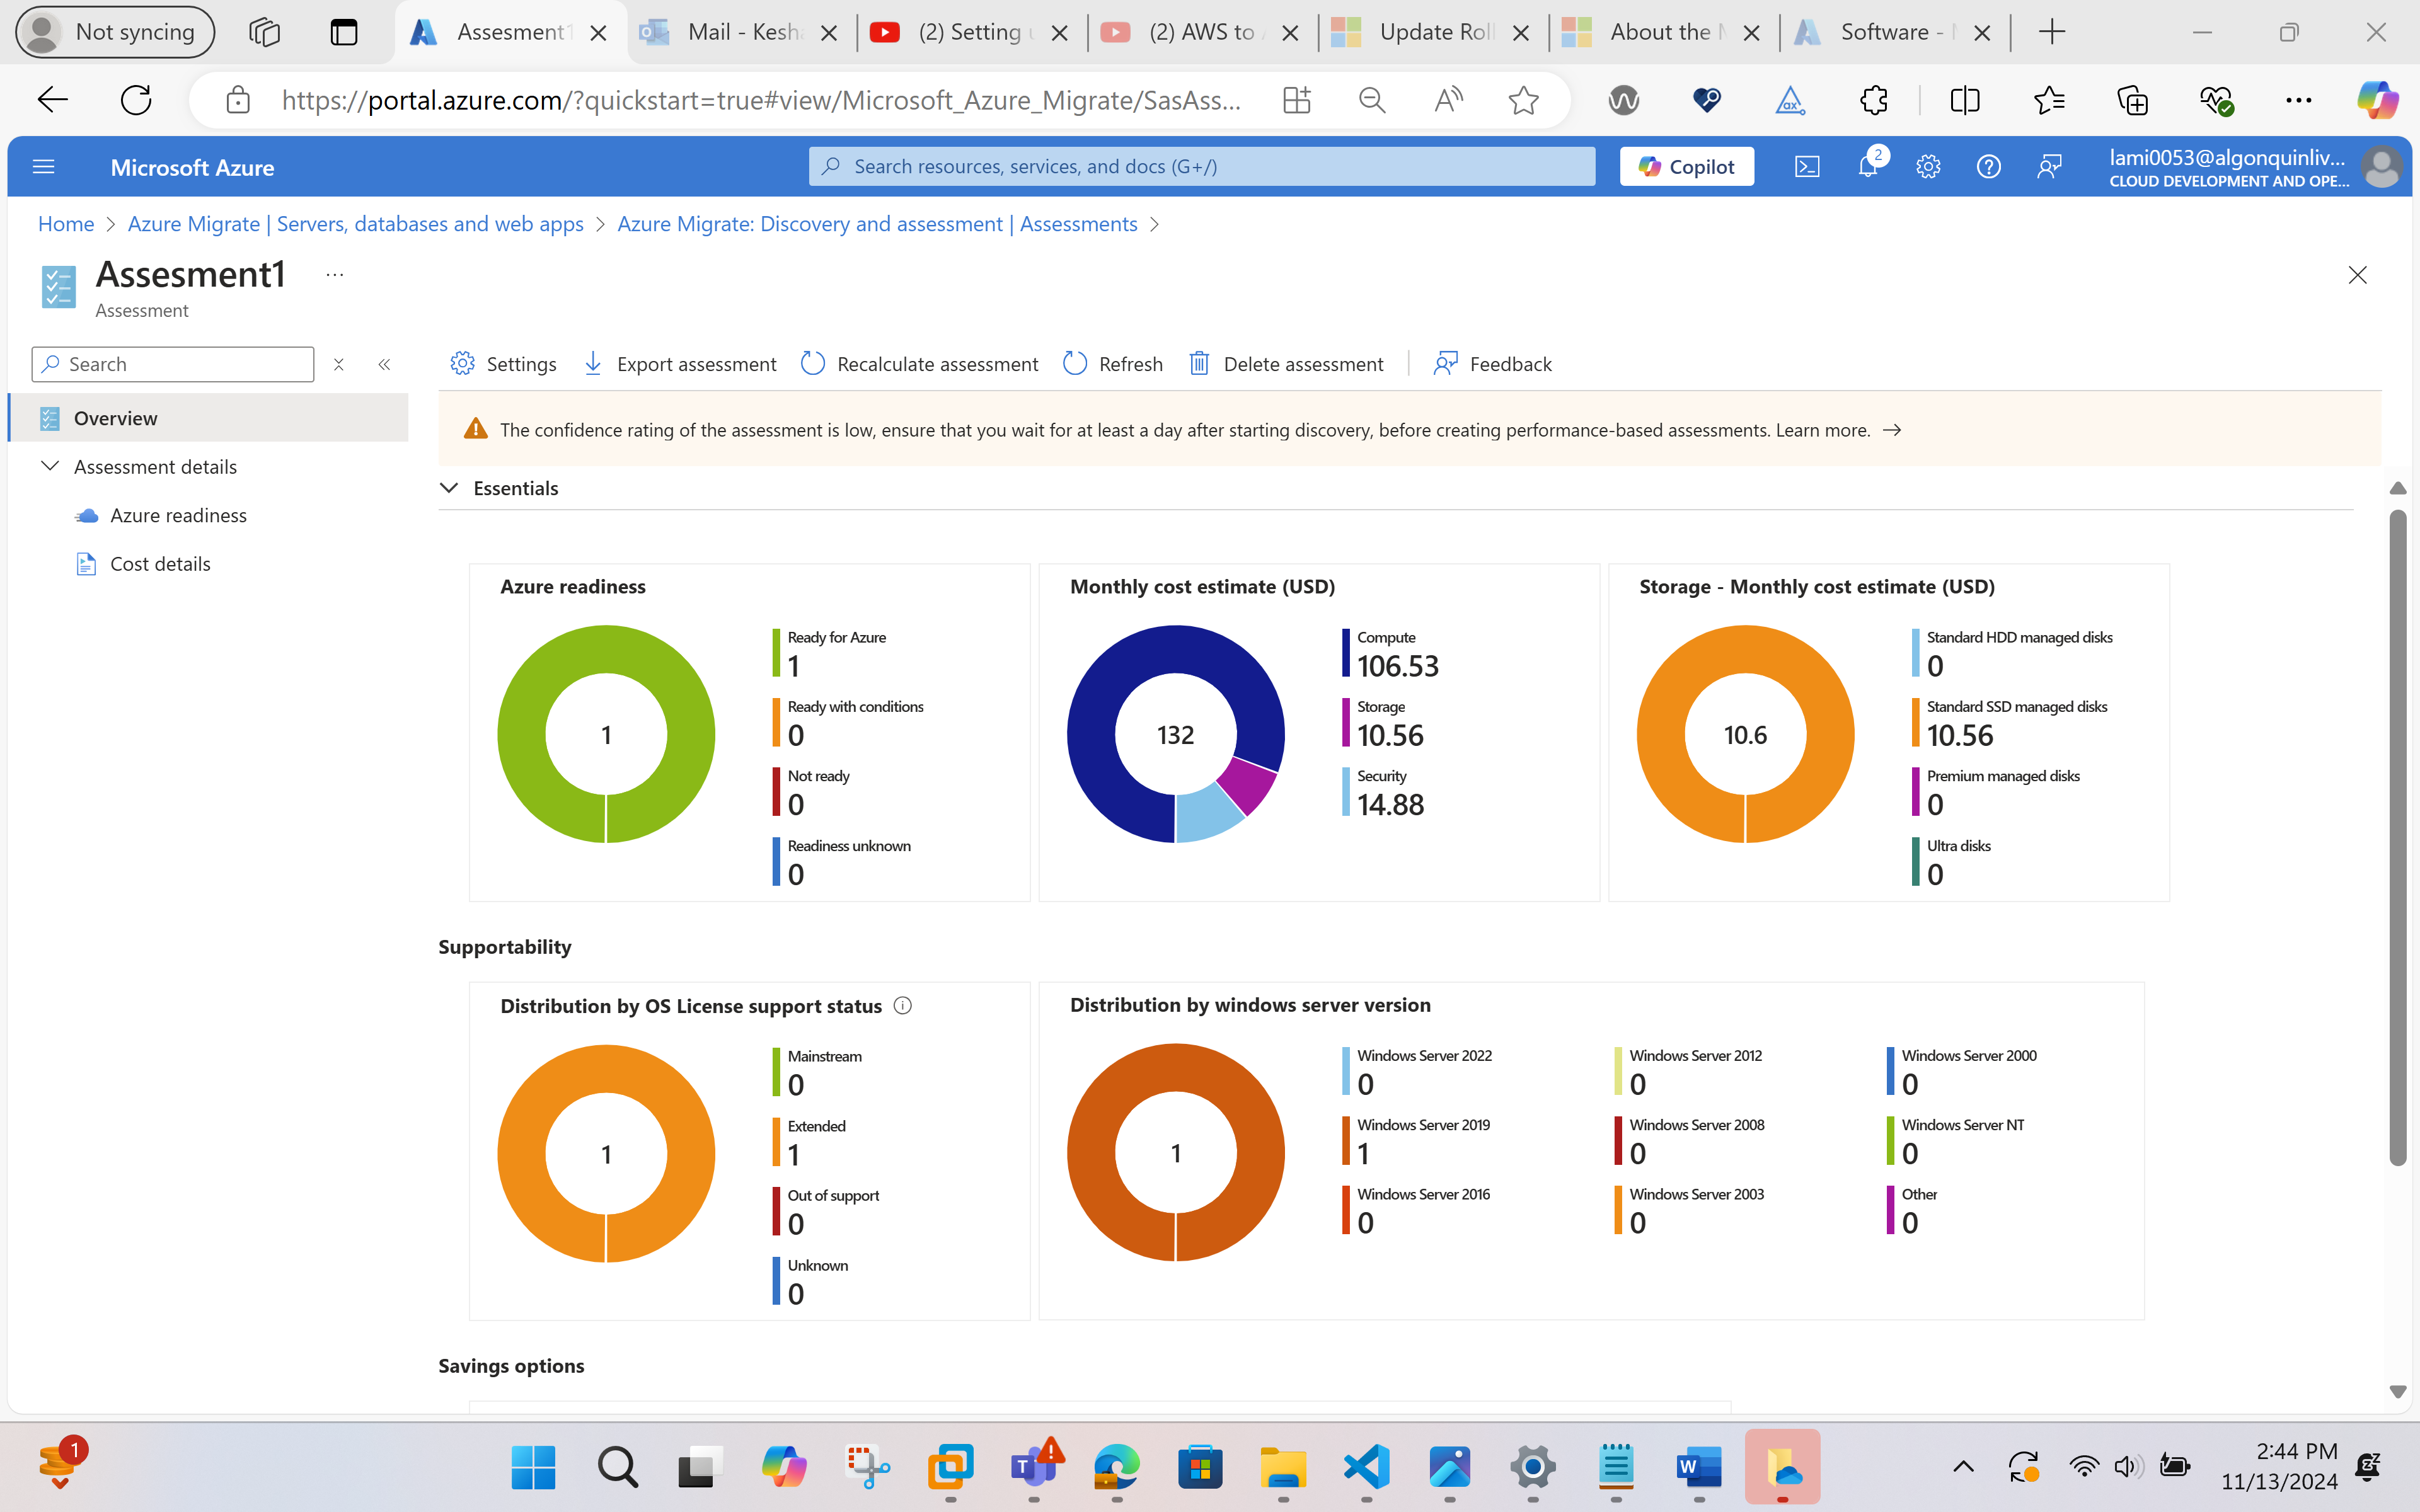 Not syncing
Assesment1
Mail - Kesha
(2) Setting u
(2) AWS to A
Update Roll
About the M
Software - M
https://portal.azure.com/?quickstart=true#view/Microsoft_Azure_Migrate/SasAss...
Microsoft Azure
Search resources, services, and docs (G+/)
Copilot
2
lami0053@algonquinliv...
CLOUD DEVELOPMENT AND OPE...
Home > Azure Migrate | Servers, databases and web apps > Azure Migrate: Discovery and assessment | Assessments >
Assesment1
Assessment
Search
Settings
Export assessment
Recalculate assessment
Refresh
Delete assessment
Feedback
Overview
Assessment details
Azure readiness
Cost details
The confidence rating of the assessment is low, ensure that you wait for at least a day after starting discovery, before creating performance-based assessments. Learn more. →
Essentials
Azure readiness
1
Ready for Azure
1
Ready with conditions
0
Not ready
0
Readiness unknown
0
Monthly cost estimate (USD)
132
Compute
106.53
Storage
10.56
Security
14.88
Storage - Monthly cost estimate (USD)
10.6
Standard HDD managed disks
0
Standard SSD managed disks
10.56
Premium managed disks
0
Ultra disks
0
Supportability
Distribution by OS License support status
1
Mainstream
0
Extended
1
Out of support
0
Unknown
0
Distribution by windows server version
1
Windows Server 2022
0
Windows Server 2019
1
Windows Server 2016
0
Windows Server 2012
0
Windows Server 2008
0
Windows Server 2003
0
Windows Server 2000
0
Windows Server NT
0
Other
0
Savings options
1
2:44 PM
11/13/2024